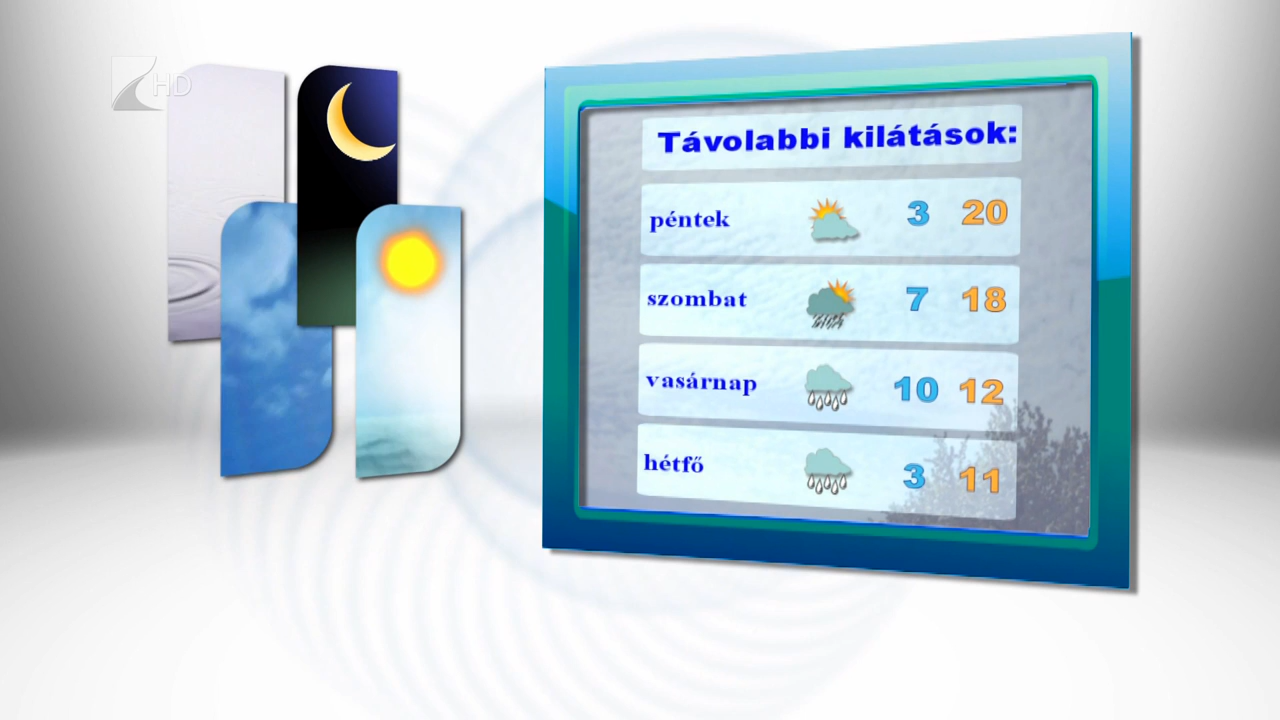 HD
Távolabbi kilátások:
péntek 3 20
szombat 7 18
vasárnap 10 12
hétfő 3 11